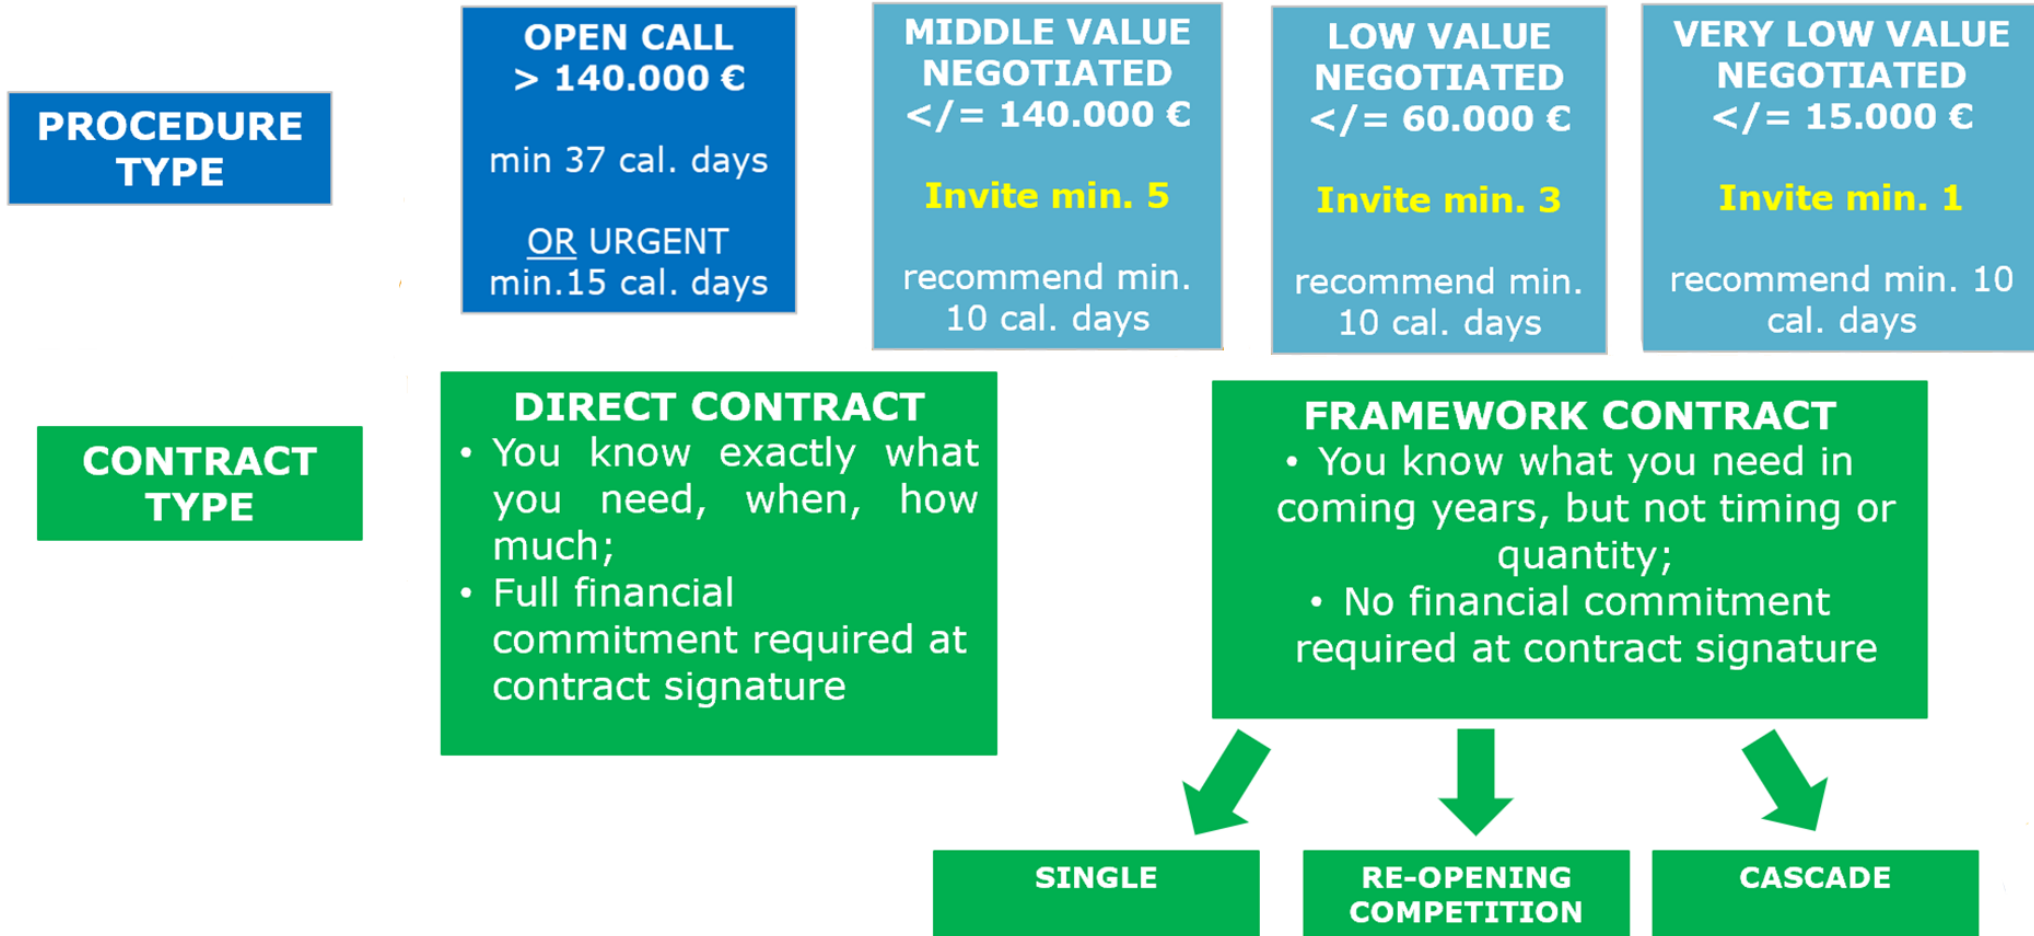 PROCEDURE
TYPE
OPEN CALL
> 140.000 €
min 37 cal. days
OR URGENT
min.15 cal. days
MIDDLE VALUE
NEGOTIATED
</= 140.000 €
Invite min. 5
recommend min.
10 cal. days
LOW VALUE
NEGOTIATED
</= 60.000 €
Invite min. 3
recommend min.
10 cal. days
VERY LOW VALUE
NEGOTIATED
</= 15.000 €
Invite min. 1
recommend min. 10
cal. days
CONTRACT
TYPE
DIRECT CONTRACT
• You know exactly what
you need, when, how
much;
• Full financial
commitment required at
contract signature
FRAMEWORK CONTRACT
• You know what you need in
coming years, but not timing or
quantity;
• No financial commitment
required at contract signature
SINGLE
RE-OPENING
COMPETITION
CASCADE